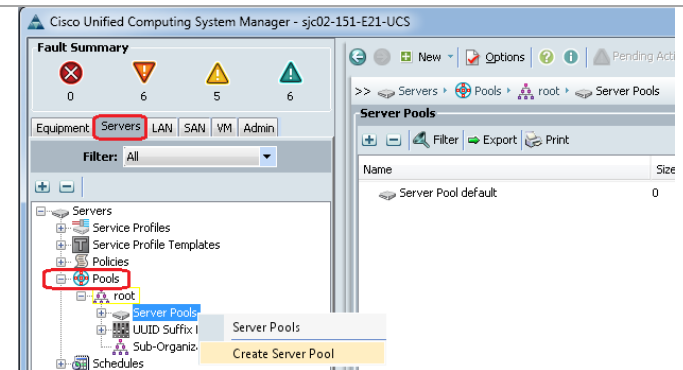 Cisco Unified Computing System Manager - sjc02-151-E21-UCS
Fault Summary
0 6 5 6
Equipment Servers LAN SAN VM Admin
Filter: All
Servers
Service Profiles
Service Profile Templates
Policies
Pools
root
Server Pools
UUID Suffix
Sub-Organiz
Schedules
Server Pools
Create Server Pool
New Options Pending Acti
>> Servers Pools root Server Pools
Server Pools
Filter Export Print
Name Size
Server Pool default 0